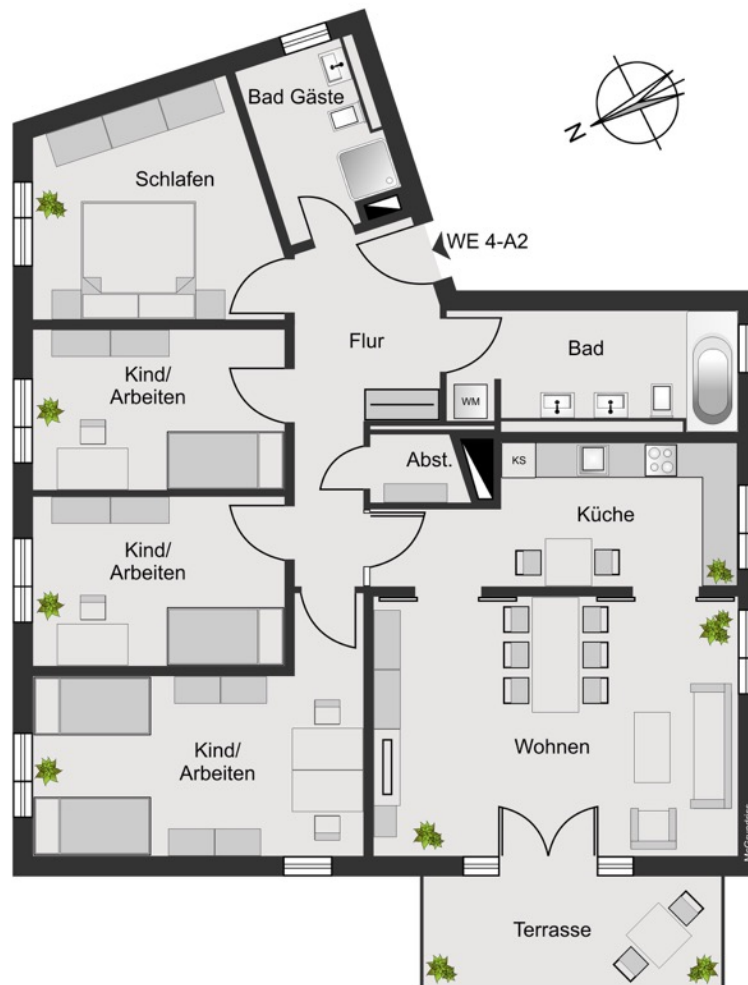 Bad Gäste
Schlafen
N
WE 4-A2
Flur
Bad
Kind/
Arbeiten
WM
Abst.
KS
Küche
Kind/
Arbeiten
Wohnen
Kind/
Arbeiten
Terrasse